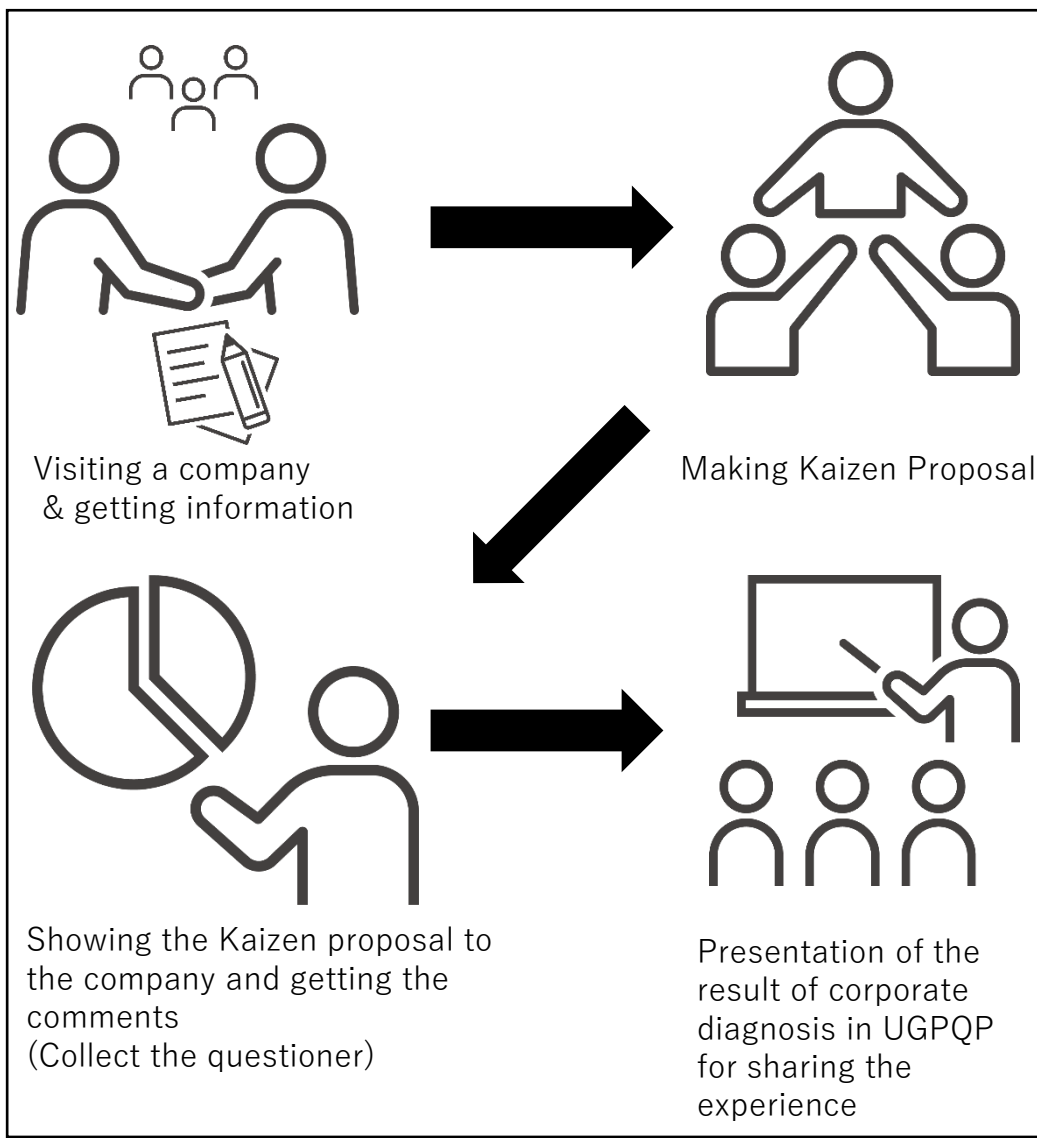 Visiting a company
& getting information
Making Kaizen Proposal
Showing the Kaizen proposal to
the company and getting the
comments
(Collect the questioner)
Presentation of the
result of corporate
diagnosis in UGPQP
for sharing the
experience